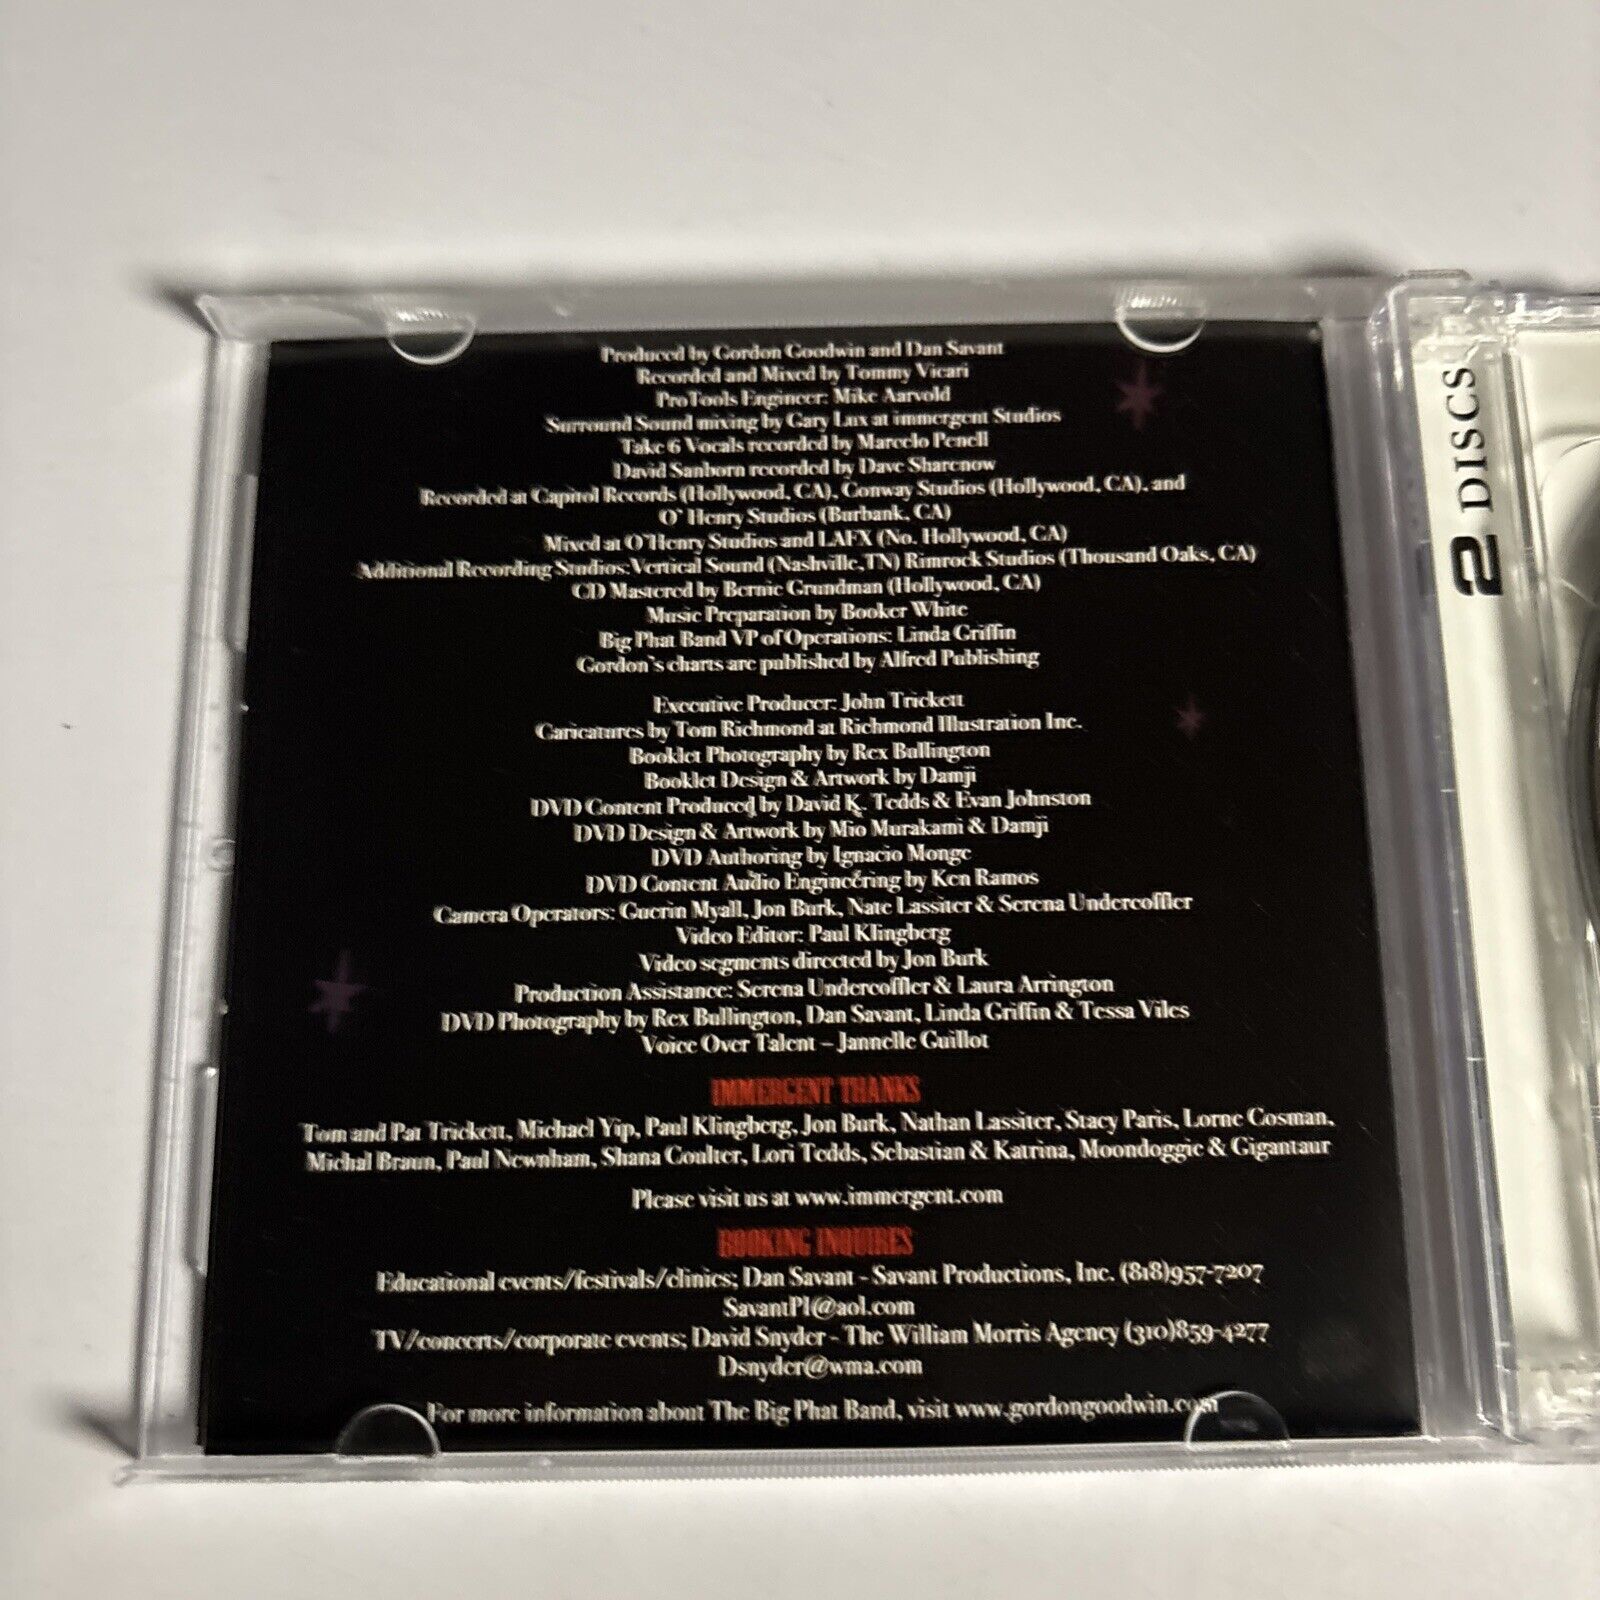 Produced by Gordon Goodwin and Dan Savant
Recorded and Mixed by Tommy Vicari
ProTools Engineer: Mike Aarvold
Surround Sound mixing by Gary Lux at immergent Studios
Take 6 Vocals recorded by Marcelo Penell
David Sanborn recorded by Dave Sharenow
Recorded at Capitol Records (Hollywood, CA), Conway Studios (Hollywood, CA), and
O'Henry Studios (Burbank, CA)
Mixed at O'Henry Studios and LAFX (No. Hollywood, CA)
Additional Recording Studios: Vertical Sound (Nashville, TN) Rimrock Studios (Thousand Oaks, CA)
CD Mastered by Bernie Grundman (Hollywood, CA)
Music Preparation by Booker White
Big Phat Band VP of Operations: Linda Griffin
Gordon's charts are published by Alfred Publishing
Executive Producer: John Trickett
Caricatures by Tom Richmond at Richmond Illustration Inc.
Booklet Photography by Rex Bullington
Booklet Design & Artwork by Damji
DVD Content Produced by David K. Tedds & Evan Johnston
DVD Design & Artwork by Mio Murakami & Damji
DVD Authoring by Ignacio Monge
DVD Content Audio Engineering by Ken Ramos
Camera Operators: Guerin Myall, Jon Burk, Nate Lassiter & Serena Undercoffler
Video Editor: Paul Klingberg
Video segments directed by Jon Burk
Production Assistance: Serena Undercoffler & Laura Arrington
DVD Photography by Rex Bullington, Dan Savant, Linda Griffin & Tessa Viles
Voice Over Talent – Jannelle Guillot
IMMERGENT THANKS
Tom and Pat Trickett, Michael Yip, Paul Klingberg, Jon Burk, Nathan Lassiter, Stacy Paris, Lorne Cosman,
Michal Braun, Paul Newnham, Shana Coulter, Lori Tedds, Sebastian & Katrina, Moondoggie & Gigantaur
Please visit us at www.immergent.com
BOOKING INQUIRES
Educational events/festivals/clinics; Dan Savant - Savant Productions, Inc. (818)957-7207
SavantPI@aol.com
TV/concerts/corporate events; David Snyder - The William Morris Agency (310)859-4277
Dsnyder@wma.com
For more information about The Big Phat Band, visit www.gordongoodwin.com
2 DISCS